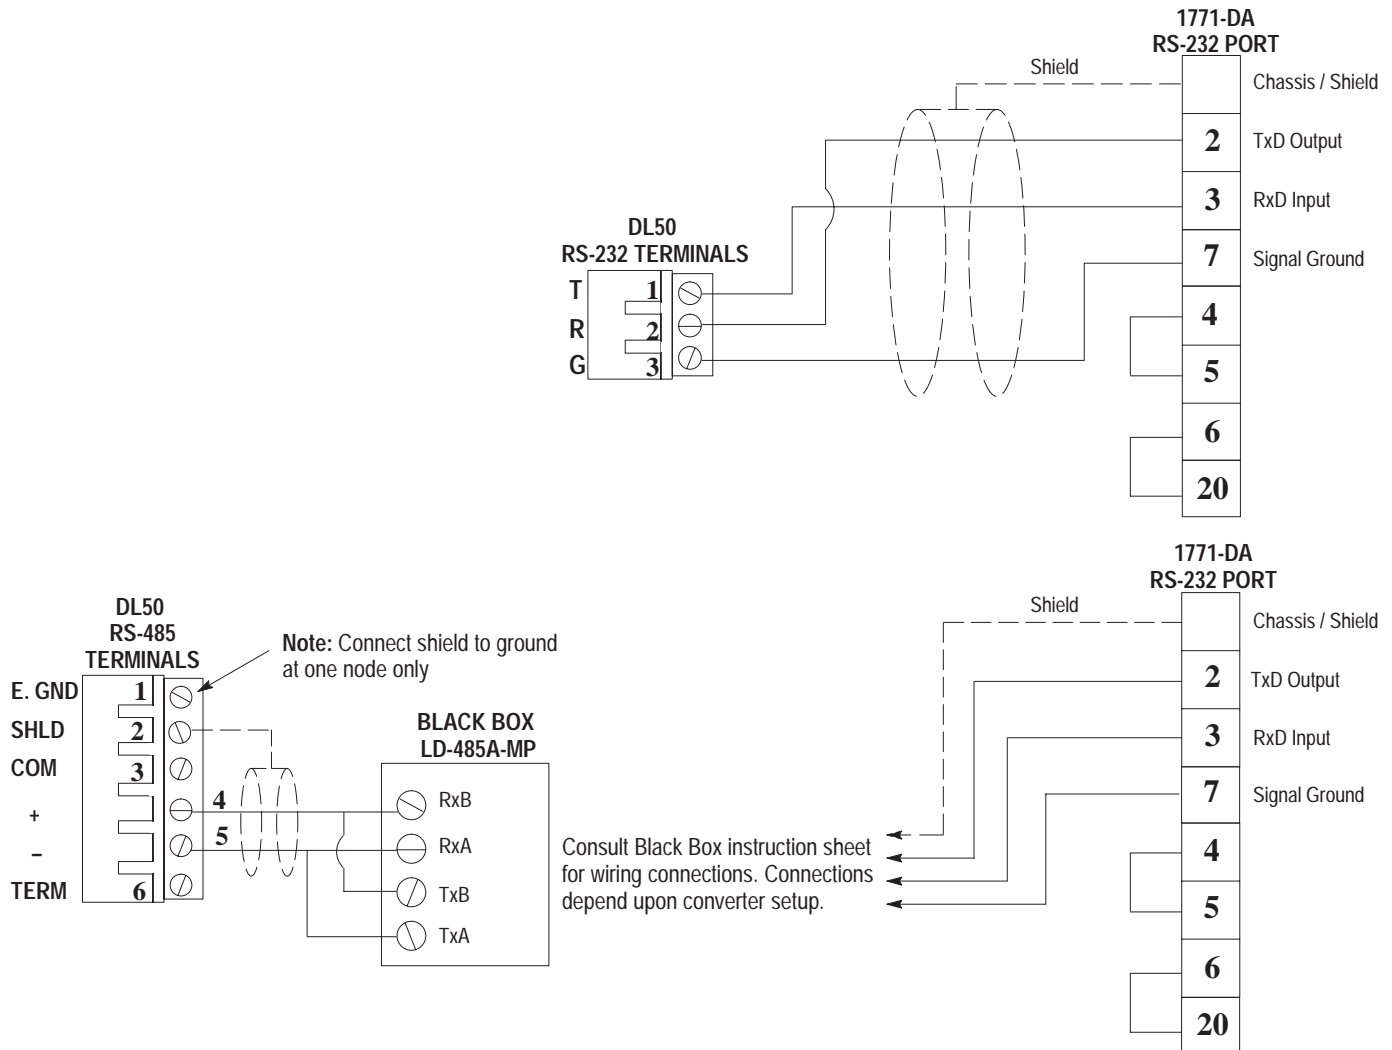 1771-DA
RS-232 PORT
Shield
Chassis / Shield
2 TxD Output
3 RxD Input
7 Signal Ground
4
5
6
20
DL50
RS-232 TERMINALS
T 1
R 2
G 3
1771-DA
RS-232 PORT
Shield
Chassis / Shield
2 TxD Output
3 RxD Input
7 Signal Ground
4
5
6
20
DL50
RS-485
TERMINALS
Note: Connect shield to ground
at one node only
E. GND 1
SHLD 2
COM 3
+ 4
– 5
TERM 6
BLACK BOX
LD-485A-MP
RxB
RxA
TxB
TxA
Consult Black Box instruction sheet
for wiring connections. Connections
depend upon converter setup.